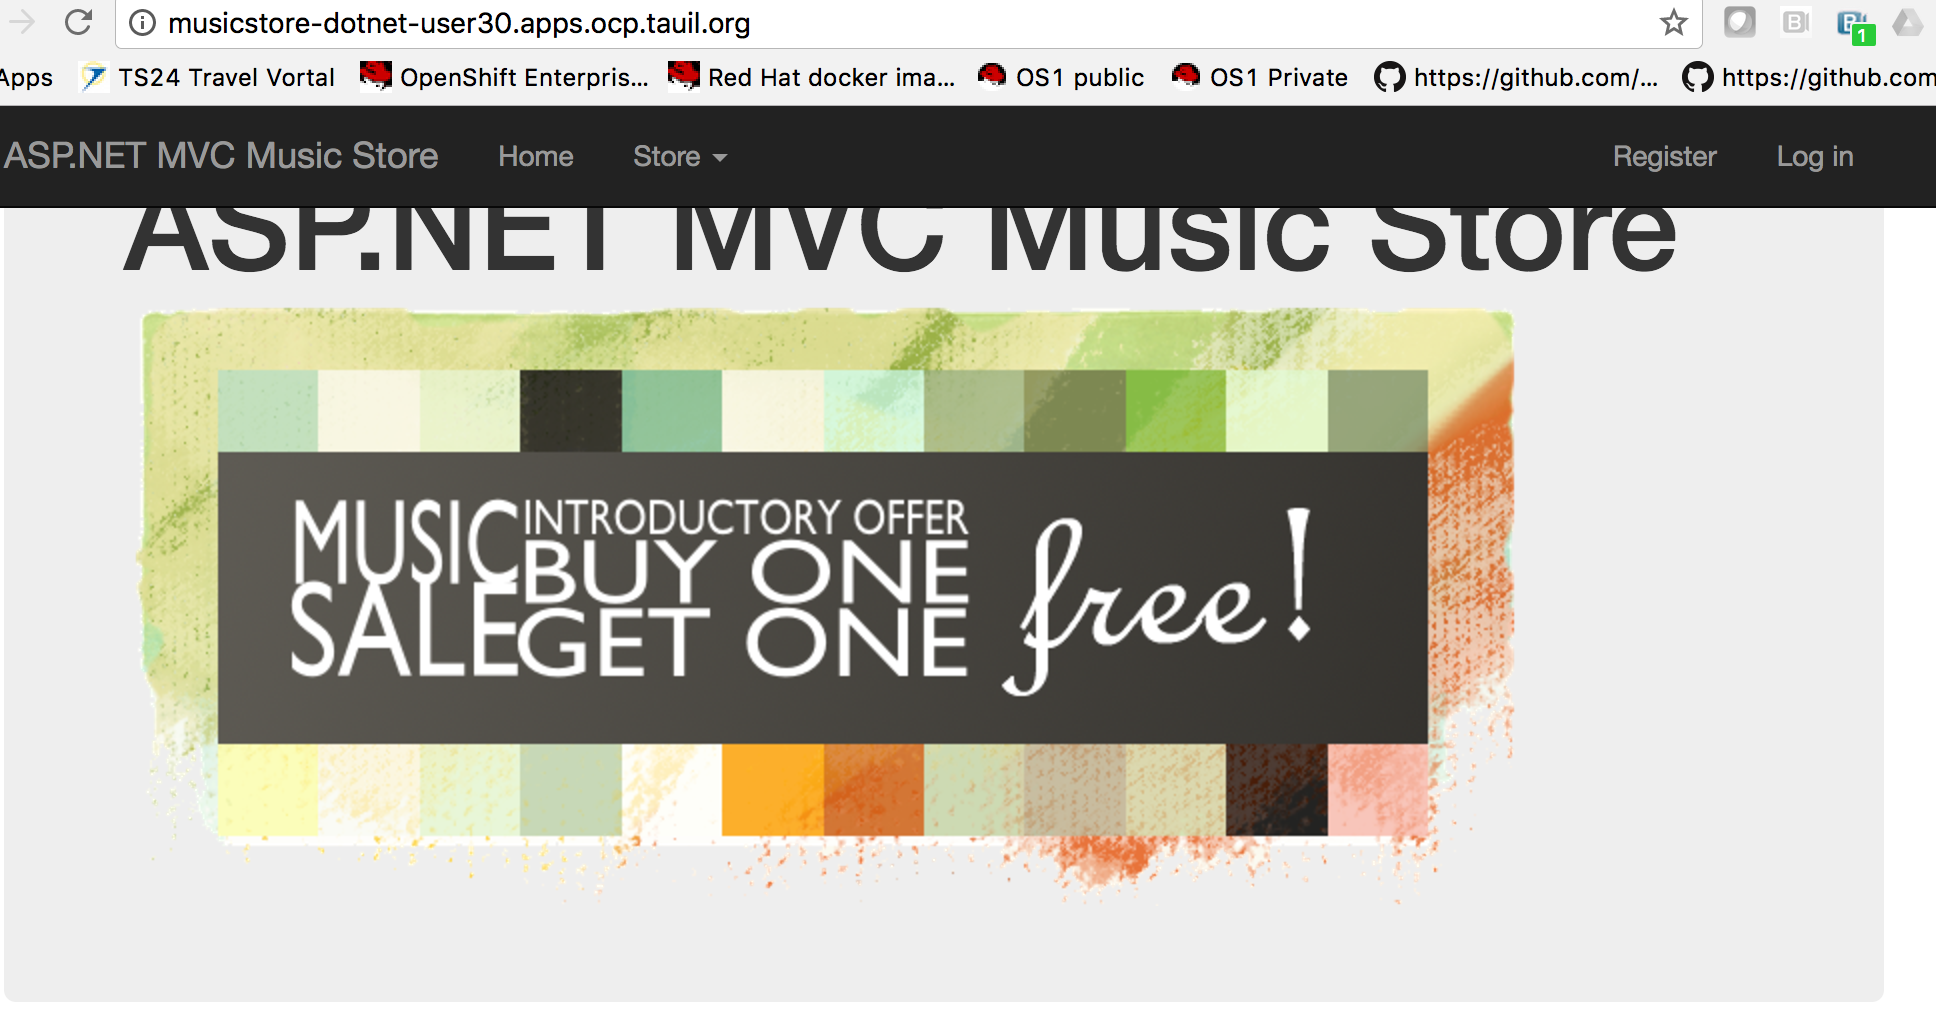 musicstore-dotnet-user30.apps.ocp.tauil.org
1
Apps TS24 Travel Vortal OpenShift Enterpris... Red Hat docker ima... OS1 public OS1 Private https://github.com/... https://github.com
ASP.NET MVC Music Store Home Store Register Log in
ASP.NET MVC Music Store
MUSIC INTRODUCTORY OFFER
BUY ONE free!
SALE GET ONE